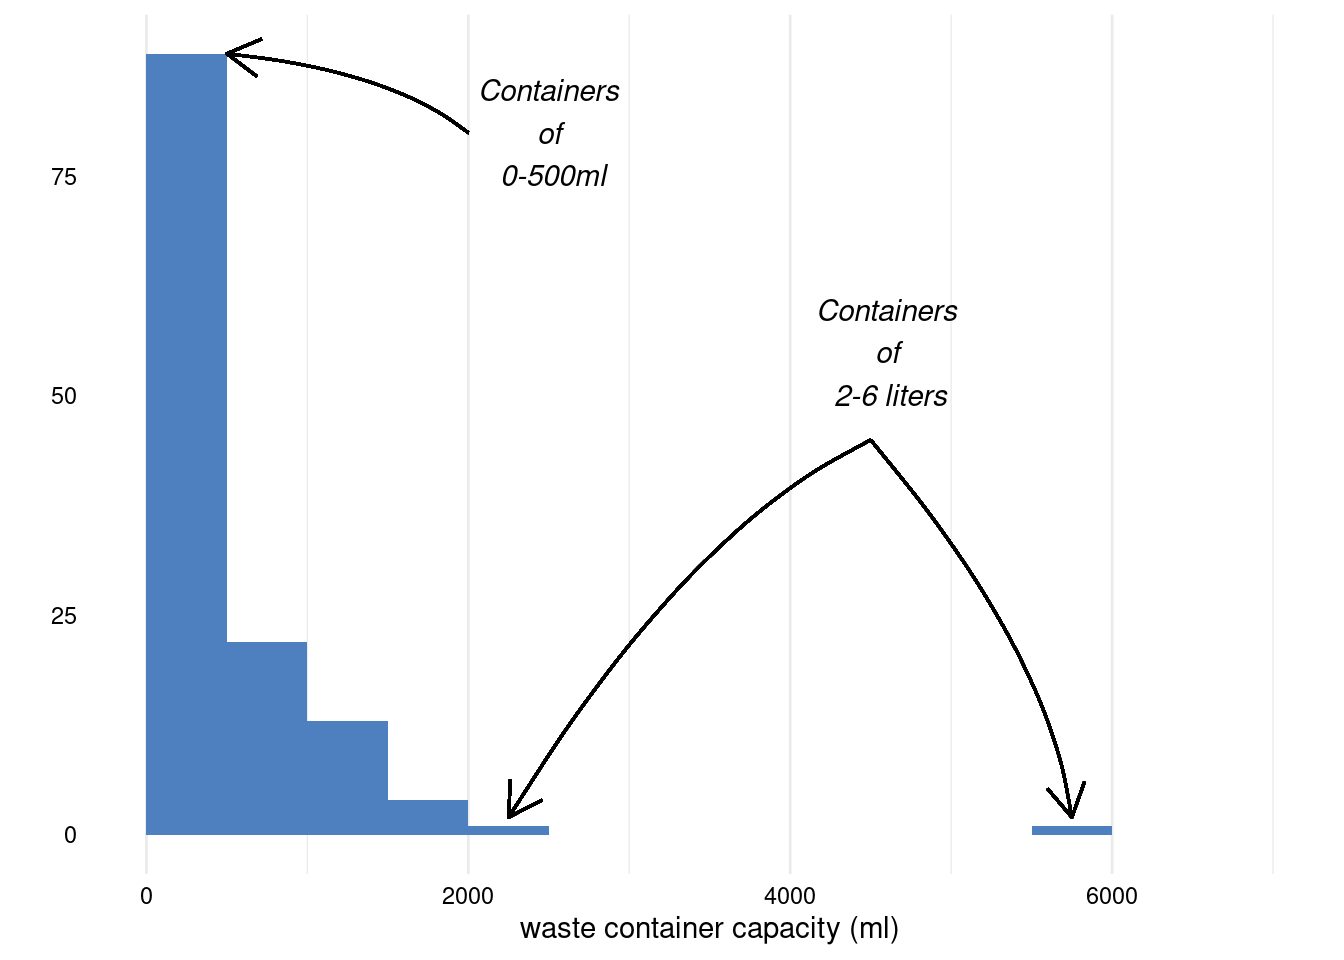 Containers
of
0-500ml
75
Containers
of
2-6 liters
50
25
0
0 2000 4000 6000
waste container capacity (ml)